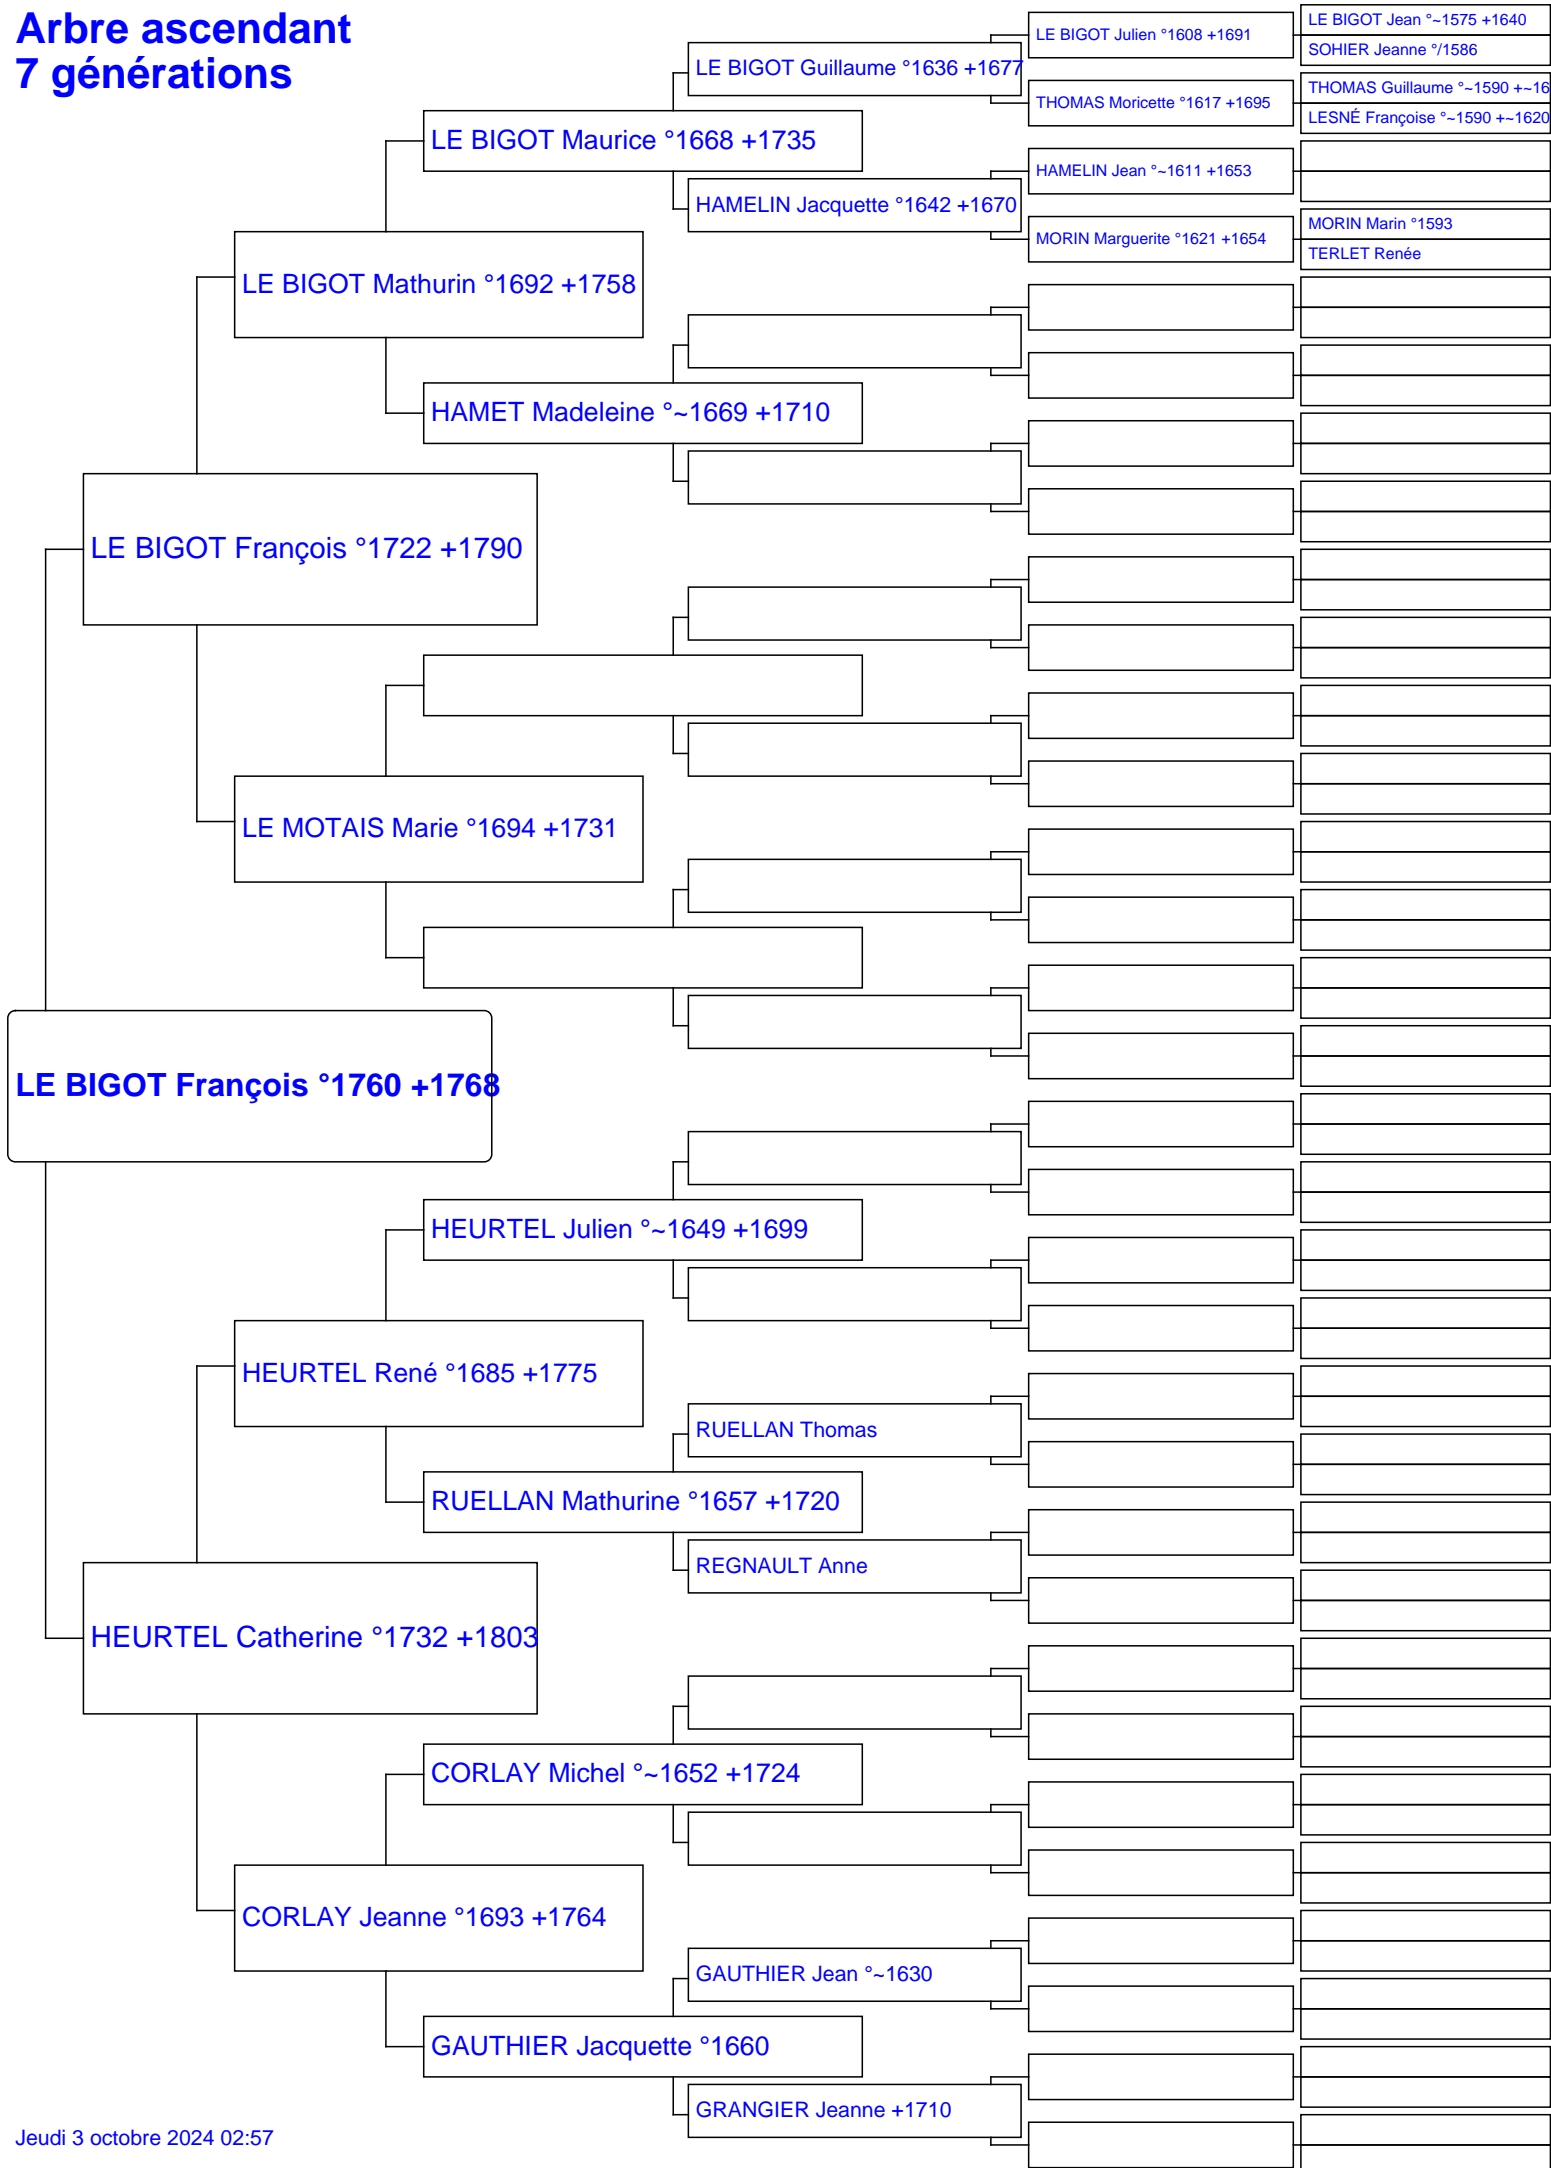 Arbre ascendant
7 générations
LE BIGOT Jean °~1575 +1640
LE BIGOT Julien °1608 +1691
SOHIER Jeanne °/1586
LE BIGOT Guillaume °1636 +1677
THOMAS Guillaume °~1590 +~16
THOMAS Moricette °1617 +1695
LESNÉ Françoise °~1590 +~1620
LE BIGOT Maurice °1668 +1735
HAMELIN Jean °~1611 +1653
HAMELIN Jacquette °1642 +1670
MORIN Marin °1593
MORIN Marguerite °1621 +1654
TERLET Renée
LE BIGOT Mathurin °1692 +1758
HAMET Madeleine °~1669 +1710
LE BIGOT François °1722 +1790
LE MOTAIS Marie °1694 +1731
LE BIGOT François °1760 +1768
HEURTEL Julien °~1649 +1699
HEURTEL René °1685 +1775
RUELLAN Thomas
RUELLAN Mathurine °1657 +1720
REGNAULT Anne
HEURTEL Catherine °1732 +1803
CORLAY Michel °~1652 +1724
CORLAY Jeanne °1693 +1764
GAUTHIER Jean °~1630
GAUTHIER Jacquette °1660
GRANGIER Jeanne +1710
Jeudi 3 octobre 2024 02:57